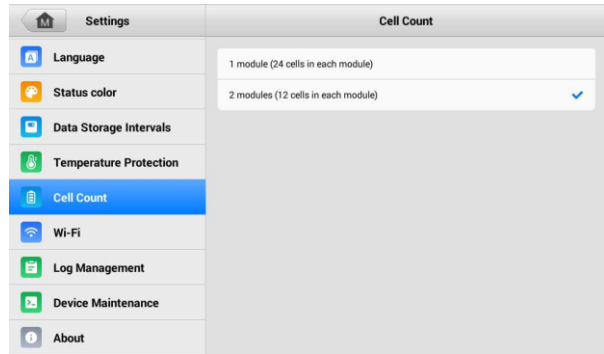 M
Settings
Cell Count
Language
Status color
Data Storage Intervals
Temperature Protection
Cell Count
Wi-Fi
Log Management
Device Maintenance
About
1 module (24 cells in each module)
2 modules (12 cells in each module)